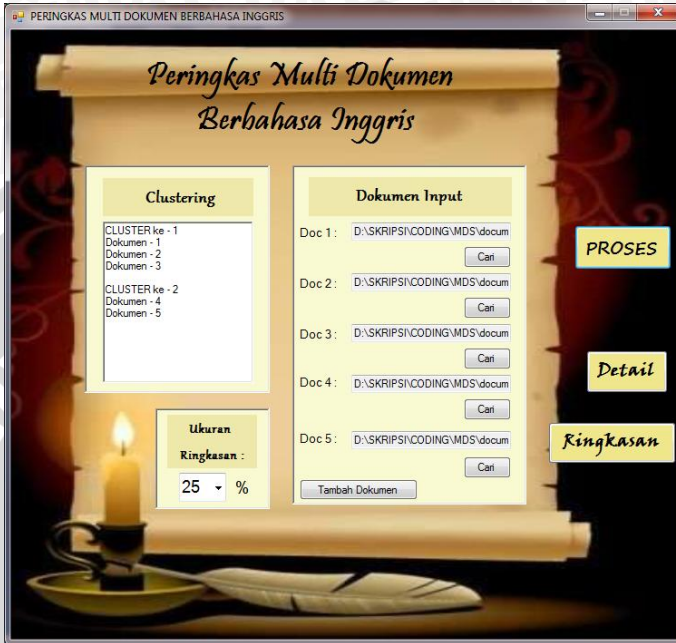 PERINGKAS MULTI DOKUMEN BERBAHASA INGGRIS
Peringkas Multi Dokumen
Berbahasa Inggris
Clustering
CLUSTER ke - 1
Dokumen - 1
Dokumen - 2
Dokumen - 3
CLUSTER ke - 2
Dokumen - 4
Dokumen - 5
Ukuran
Ringkasan :
25 %
Dokumen Input
Doc 1 : D:\SKRIPSI\CODING\MDS\docum
Cari
Doc 2 : D:\SKRIPSI\CODING\MDS\docum
Cari
Doc 3 : D:\SKRIPSI\CODING\MDS\docum
Cari
Doc 4 : D:\SKRIPSI\CODING\MDS\docum
Cari
Doc 5 : D:\SKRIPSI\CODING\MDS\docum
Cari
Tambah Dokumen
PROSES
Detail
Ringkasan